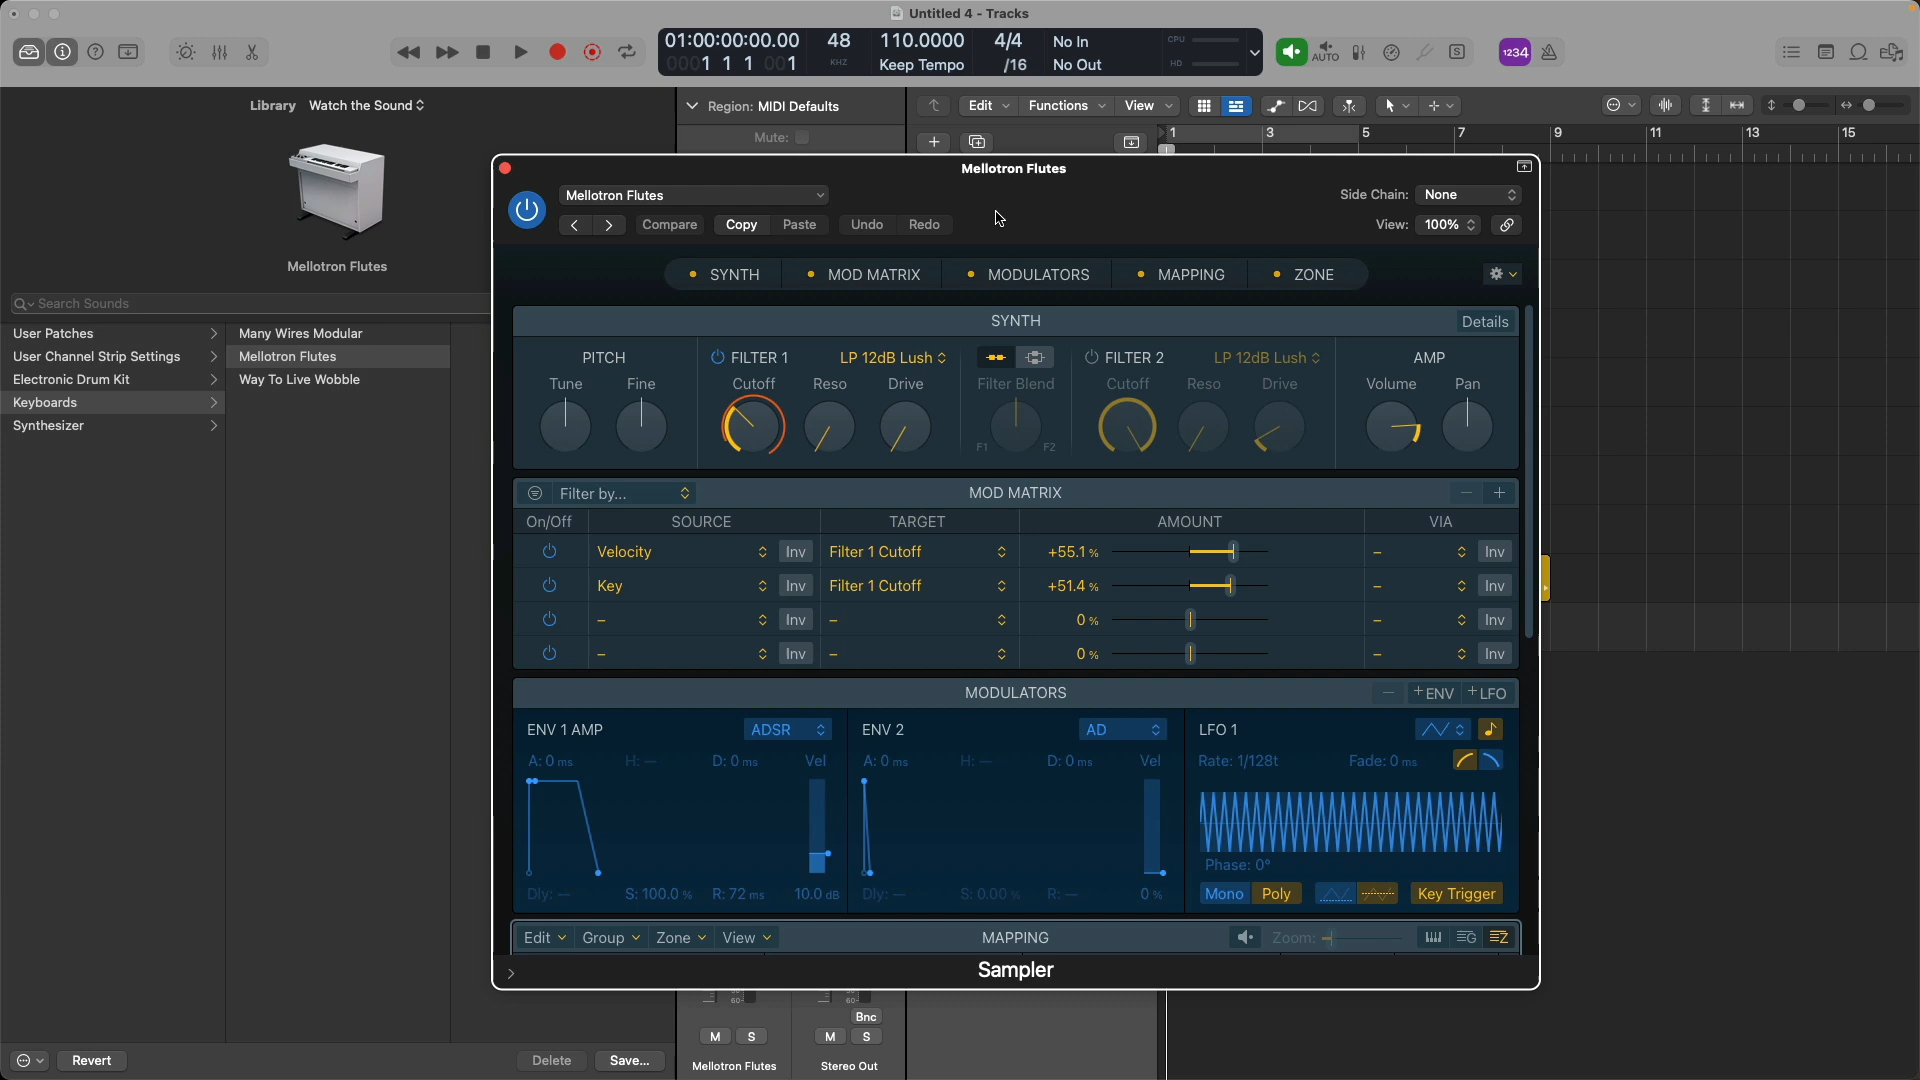 Untitled 4 - Tracks
01:00:00:00.00 48 110.0000 4/4 No In CPU
0001 1 1 001 KHZ Keep Tempo /16 No Out HD
AUTO S 1234
Library Watch the Sound
Region: MIDI Defaults
Edit Functions View
Mute:
1 3 5 7 9 11 13 15
Mellotron Flutes
Search Sounds
User Patches
User Channel Strip Settings
Electronic Drum Kit
Keyboards
Synthesizer
Many Wires Modular
Mellotron Flutes
Way To Live Wobble
Mellotron Flutes
Mellotron Flutes Side Chain: None
Compare Copy Paste Undo Redo View: 100%
SYNTH MOD MATRIX MODULATORS MAPPING ZONE
SYNTH Details
PITCH FILTER 1 LP 12dB Lush FILTER 2 LP 12dB Lush AMP
Tune Fine Cutoff Reso Drive Filter Blend Cutoff Reso Drive Volume Pan
F1 F2
Filter by... MOD MATRIX − +
On/Off SOURCE TARGET AMOUNT VIA
Velocity Inv Filter 1 Cutoff +55.1 % – Inv
Key Inv Filter 1 Cutoff +51.4 % – Inv
– Inv – 0 % – Inv
– Inv – 0 % – Inv
MODULATORS − +ENV +LFO
ENV 1 AMP ADSR ENV 2 AD LFO 1
A: 0 ms H: — D: 0 ms Vel A: 0 ms H: — D: 0 ms Vel Rate: 1/128t Fade: 0 ms
Phase: 0°
Dly: — S: 100.0 % R: 72 ms 10.0 dB Dly: — S: 0.00 % R: — 0 % Mono Poly Key Trigger
Edit Group Zone View MAPPING Zoom: G Z
Sampler
60 60
Bnc
M S M S
Mellotron Flutes Stereo Out
Revert Delete Save...